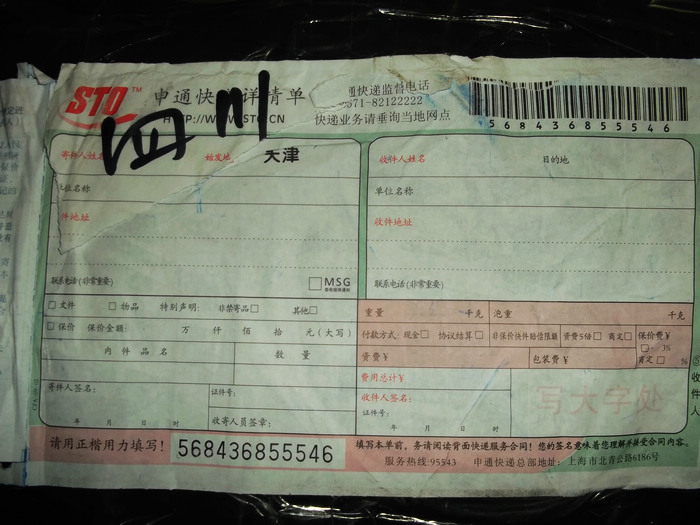 STO TM 申通快 详情单
HTTP://WWW.STO.CN
四川
通快递监督电话
0571-82122222
快递业务请垂询当地网点
568436855546
寄件人姓名 始发地 天津
单位名称
寄件地址
联系电话(非常重要)
MSG
收件人姓名 目的地
单位名称
收件地址
联系电话(非常重要)
文件 物品 特别声明: 非禁寄品 其他
保价 保价金额: 万 仟 佰 拾 元(大写)
内件品名 数量
寄件人签名:
年 月 日 时
证件号:
收寄人员签章:
重量 千克 泡重: 千克
付款方式: 现金 协议结算 非保价快件赔偿限额 资费5倍 商定 保价费¥
3%
资费¥ 包装费¥ 商定 %
费用总计¥
收件人签名:
证件号:
年 月 日 时
写大字处
收件人
请用正楷用力填写!
568436855546
填写本单前,务请阅读背面快递服务合同!您的签名意味着您理解并接受合同内容。
服务热线:95543 申通快递总部地址: 上海市北青公路6186号